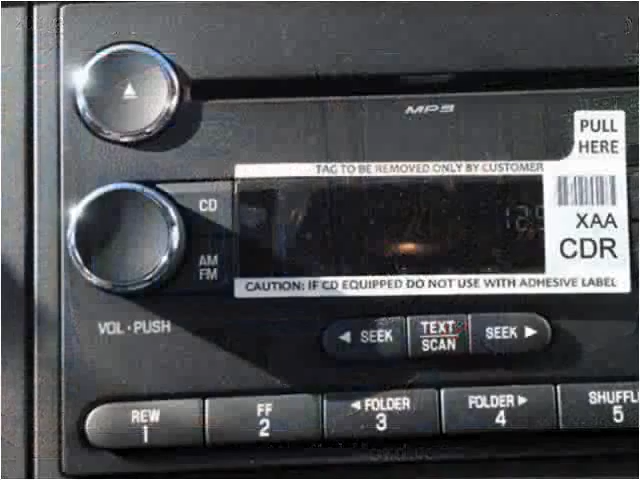 MP3
PULL
HERE
TAG TO BE REMOVED ONLY BY CUSTOMER
CD
XAA
CDR
AM
FM
CAUTION: IF CD EQUIPPED DO NOT USE WITH ADHESIVE LABEL
VOL • PUSH
◀ SEEK
TEXT
SCAN
SEEK ▶
REW
1
FF
2
◀ FOLDER
3
FOLDER ▶
4
5